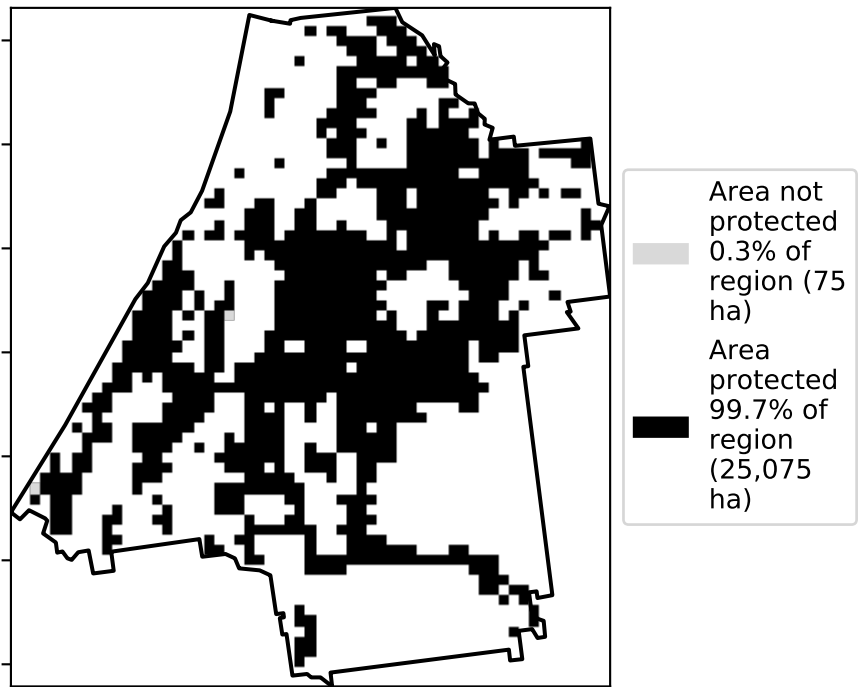 Area not
protected
0.3% of
region (75
ha)
Area
protected
99.7% of
region
(25,075
ha)